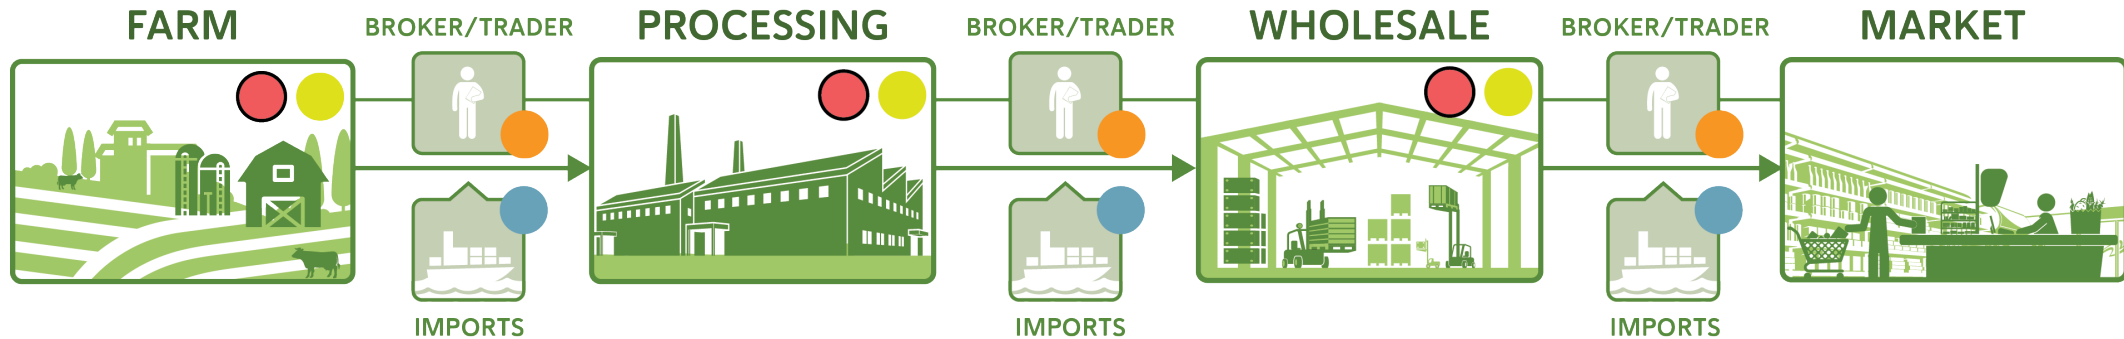 FARM
BROKER/TRADER
PROCESSING
BROKER/TRADER
WHOLESALE
BROKER/TRADER
MARKET
IMPORTS
IMPORTS
IMPORTS